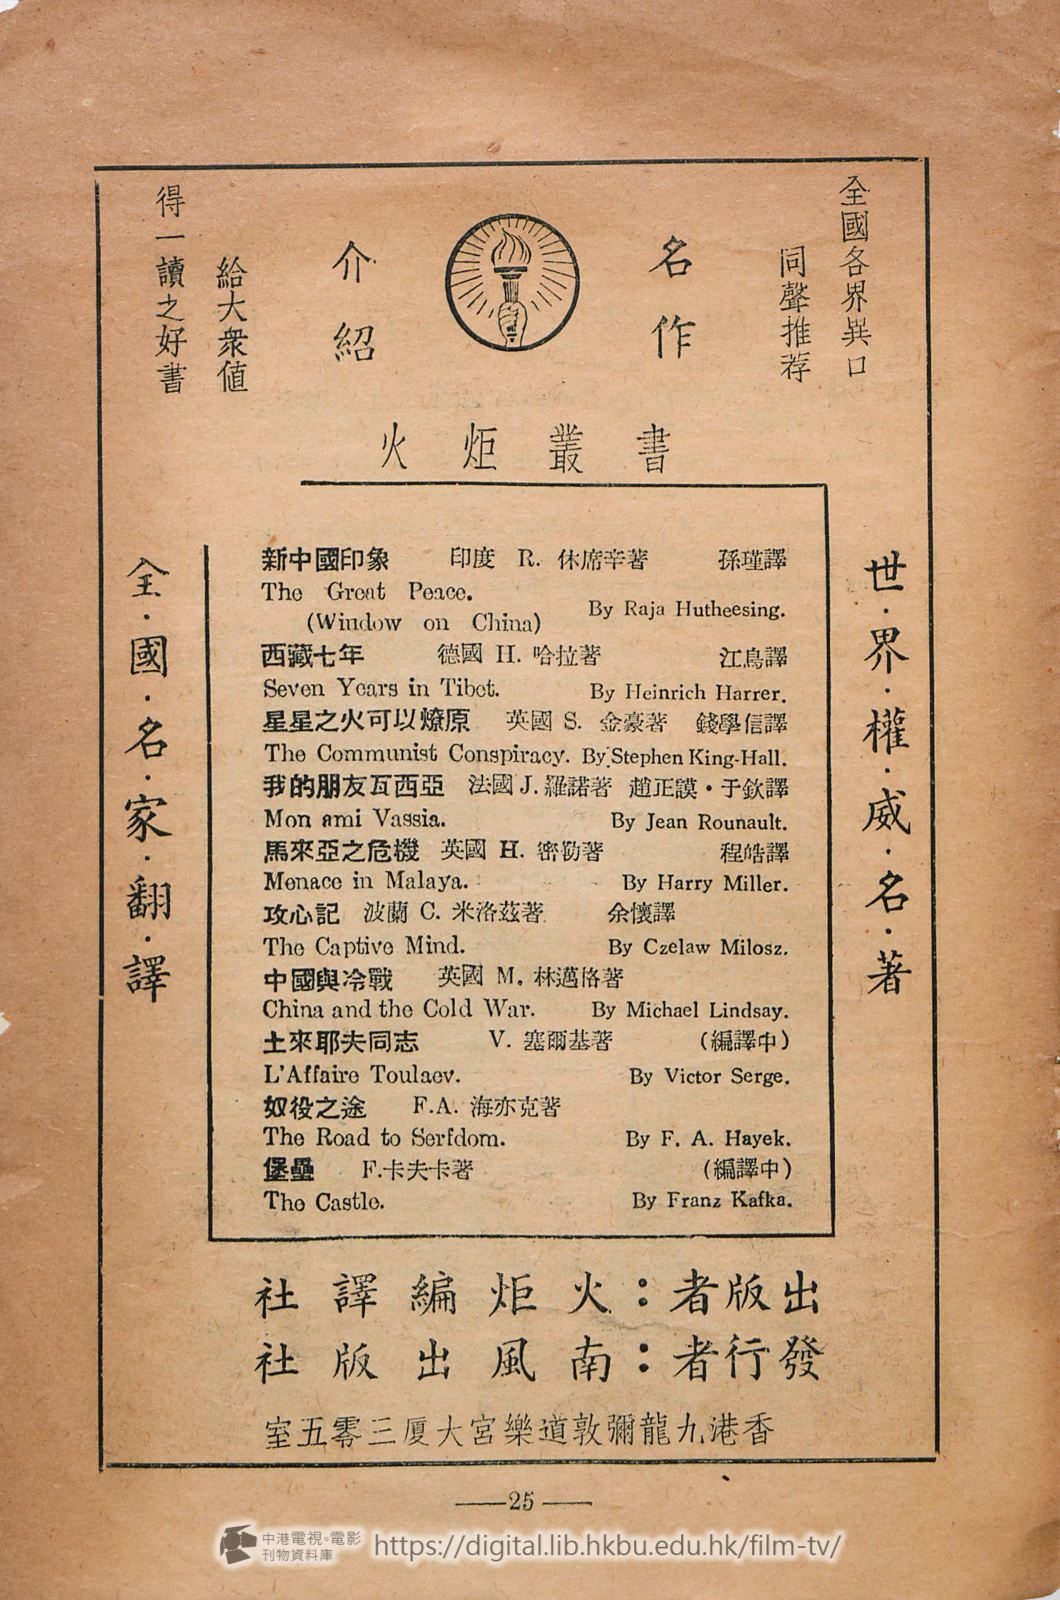 全國各界異口
同聲推荐
名作
介紹
給大衆値
得一讀之好書
火炬叢書
世·界·權·威·名·著
全·國·名·家·翻·譯
新中國印象 印度 R. 休席辛著 孫瑾譯
The Great Peace.
(Window on China) By Raja Hutheesing.
西藏七年 德國 H. 哈拉著 江鳥譯
Seven Years in Tibet. By Heinrich Harrer.
星星之火可以燎原 英國 S. 金豪著 錢學信譯
The Communist Conspiracy. By Stephen King-Hall.
我的朋友瓦西亞 法國 J. 羅諾著 趙正謨·于欽譯
Mon ami Vassia. By Jean Rounault.
馬來亞之危機 英國 H. 密勒著 程皓譯
Menace in Malaya. By Harry Miller.
攻心記 波蘭 C. 米洛茲著 余懷譯
The Captive Mind. By Czelaw Milosz.
中國與冷戰 英國 M. 林邁恪著
China and the Cold War. By Michael Lindsay.
土來耶夫同志 V. 塞爾基著 (編譯中)
L'Affaire Toulaev. By Victor Serge.
奴役之途 F.A. 海亦克著
The Road to Serfdom. By F. A. Hayek.
堡壘 F.卡夫卡著 (編譯中)
The Castle. By Franz Kafka.
出版者：火炬編譯社
發行者：南風出版社
香港九龍彌敦道樂宮大厦三零五室
—25—
中港電視。電影
刊物資料庫
https://digital.lib.hkbu.edu.hk/film-tv/